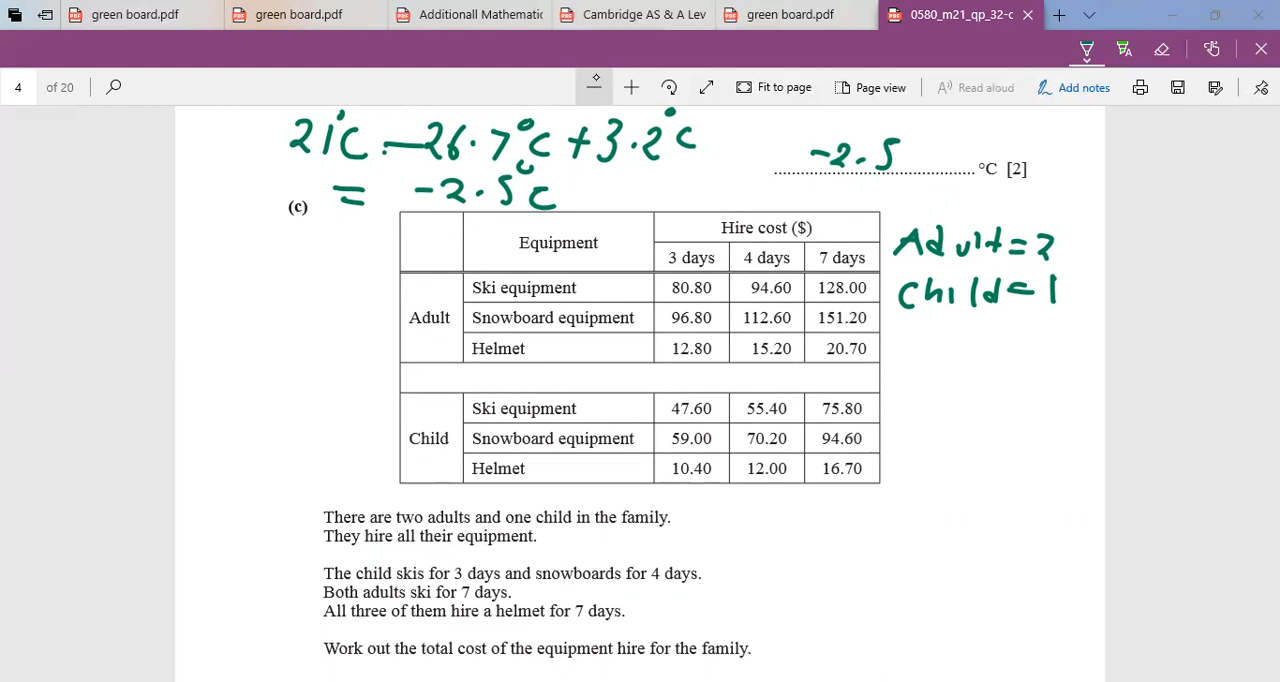 green board.pdf
green board.pdf
Additionall Mathematic
Cambridge AS & A Lev
green board.pdf
0580_m21_qp_32-c
4 of 20
Fit to page
Page view
Read aloud
Add notes
21°C - 26.7°C + 3.2°C
-2.5
°C [2]
= -2.5°C
(c)
Equipment Hire cost ($)
3 days 4 days 7 days
Adult
Ski equipment 80.80 94.60 128.00
Snowboard equipment 96.80 112.60 151.20
Helmet 12.80 15.20 20.70
Child
Ski equipment 47.60 55.40 75.80
Snowboard equipment 59.00 70.20 94.60
Helmet 10.40 12.00 16.70
Adult = 2
Child = 1
There are two adults and one child in the family.
They hire all their equipment.
The child skis for 3 days and snowboards for 4 days.
Both adults ski for 7 days.
All three of them hire a helmet for 7 days.
Work out the total cost of the equipment hire for the family.